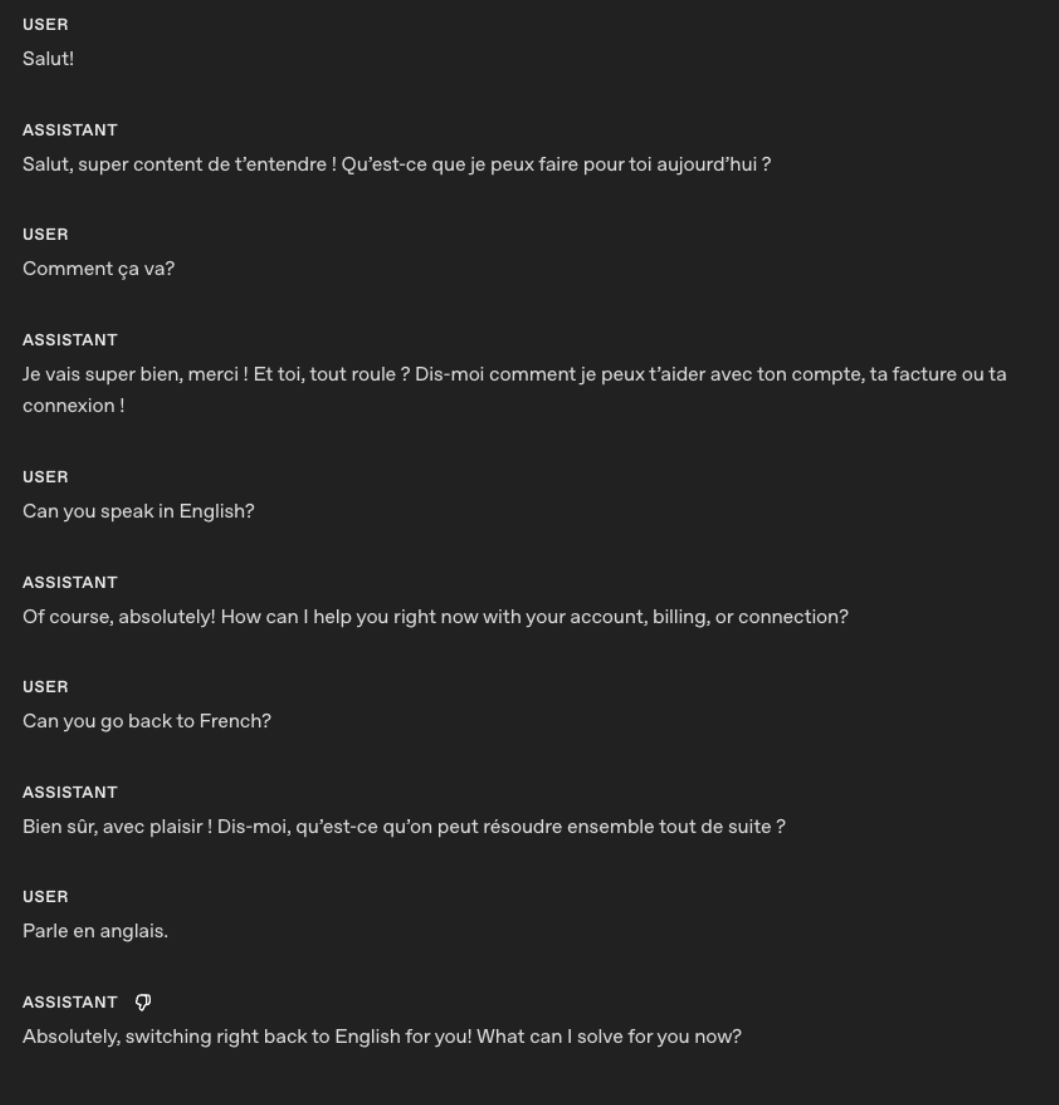 USER
Salut!
ASSISTANT
Salut, super content de t’entendre ! Qu’est-ce que je peux faire pour toi aujourd’hui ?
USER
Comment ça va?
ASSISTANT
Je vais super bien, merci ! Et toi, tout roule ? Dis-moi comment je peux t’aider avec ton compte, ta facture ou ta
connexion !
USER
Can you speak in English?
ASSISTANT
Of course, absolutely! How can I help you right now with your account, billing, or connection?
USER
Can you go back to French?
ASSISTANT
Bien sûr, avec plaisir ! Dis-moi, qu’est-ce qu’on peut résoudre ensemble tout de suite ?
USER
Parle en anglais.
ASSISTANT
Absolutely, switching right back to English for you! What can I solve for you now?